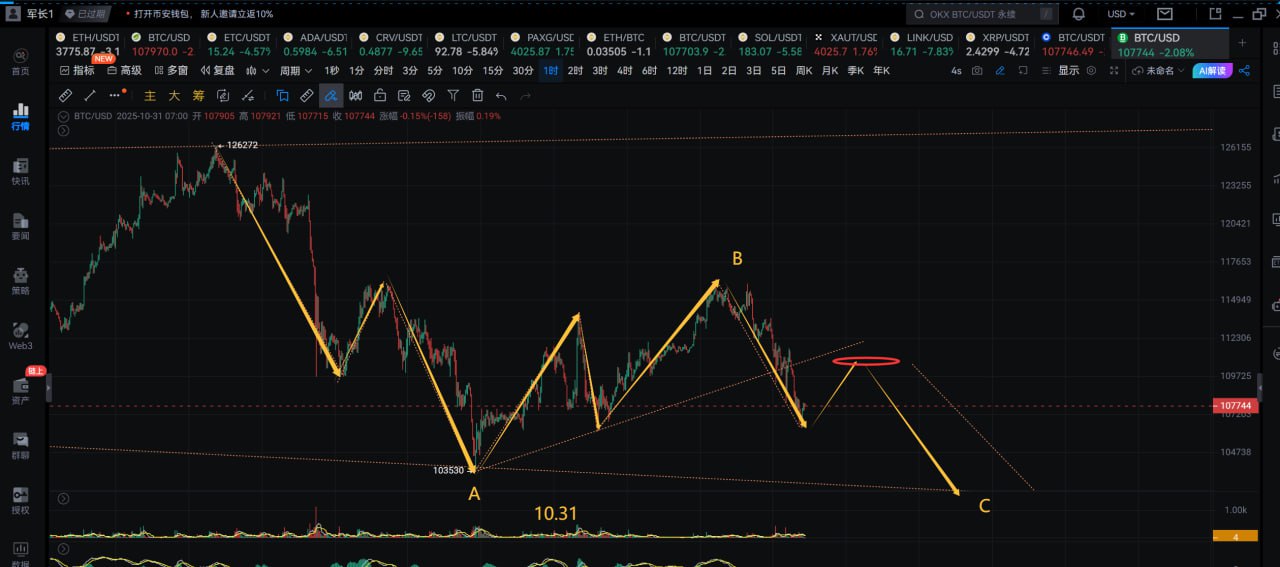 军长1 已过期 打开币安钱包，新人邀请立返10% OKX BTC/USDT 永续 / USD
ETH/USDT BTC/USD ETC/USDT ADA/USDT CRV/USDT LTC/USDT PAXG/USD ETH/BTC BTC/USDT SOL/USDT XAUT/USD LINK/USD XRP/USDT BTC/USDT BTC/USD
3775.87 -3.1 107970.0 -2 15.24 -4.57% 0.5984 -6.51 0.4877 -9.65 92.78 -5.84% 4025.87 1.75 0.03505 -1.1 107703.9 -2 183.07 -5.58 4025.7 1.76% 16.71 -7.83% 2.4299 -4.72 107746.49 107744 -2.08%
NEW
指标 高级 多窗 复盘 周期 1秒 1分 分时 3分 5分 10分 15分 30分 1时 2时 3时 4时 6时 12时 1日 2日 3日 5日 周K 月K 季K 年K 4s 显示 未命名 AI解读
主 大 筹
BTC/USD 2025-10-31 07:00 开 107905 高 107921 低 107715 收 107744 涨幅 -0.15%(-158) 振幅 0.19%
首页
行情
快讯
要闻
策略
Web3
链上
资产
群聊
授权
数据
126272
B
103530
A
C
10.31
126155
123255
120421
117653
114949
112306
109725
107744
107203
104738
1.00k
4